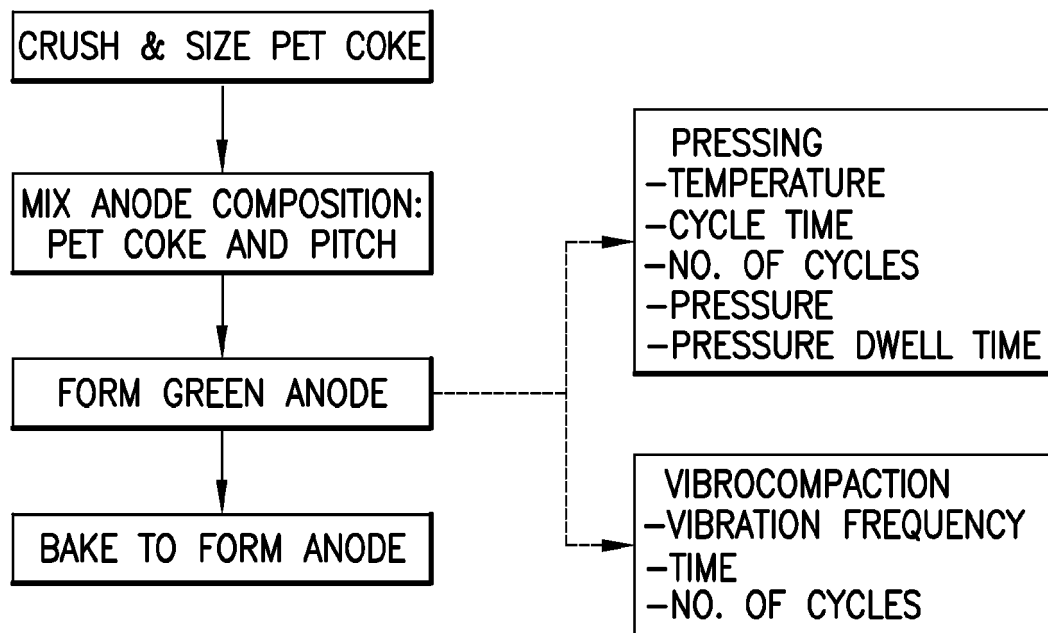 CRUSH & SIZE PET COKE
MIX ANODE COMPOSITION:
PET COKE AND PITCH
FORM GREEN ANODE
BAKE TO FORM ANODE
PRESSING
-TEMPERATURE
-CYCLE TIME
-NO. OF CYCLES
-PRESSURE
-PRESSURE DWELL TIME
VIBROCOMPACTION
-VIBRATION FREQUENCY
-TIME
-NO. OF CYCLES